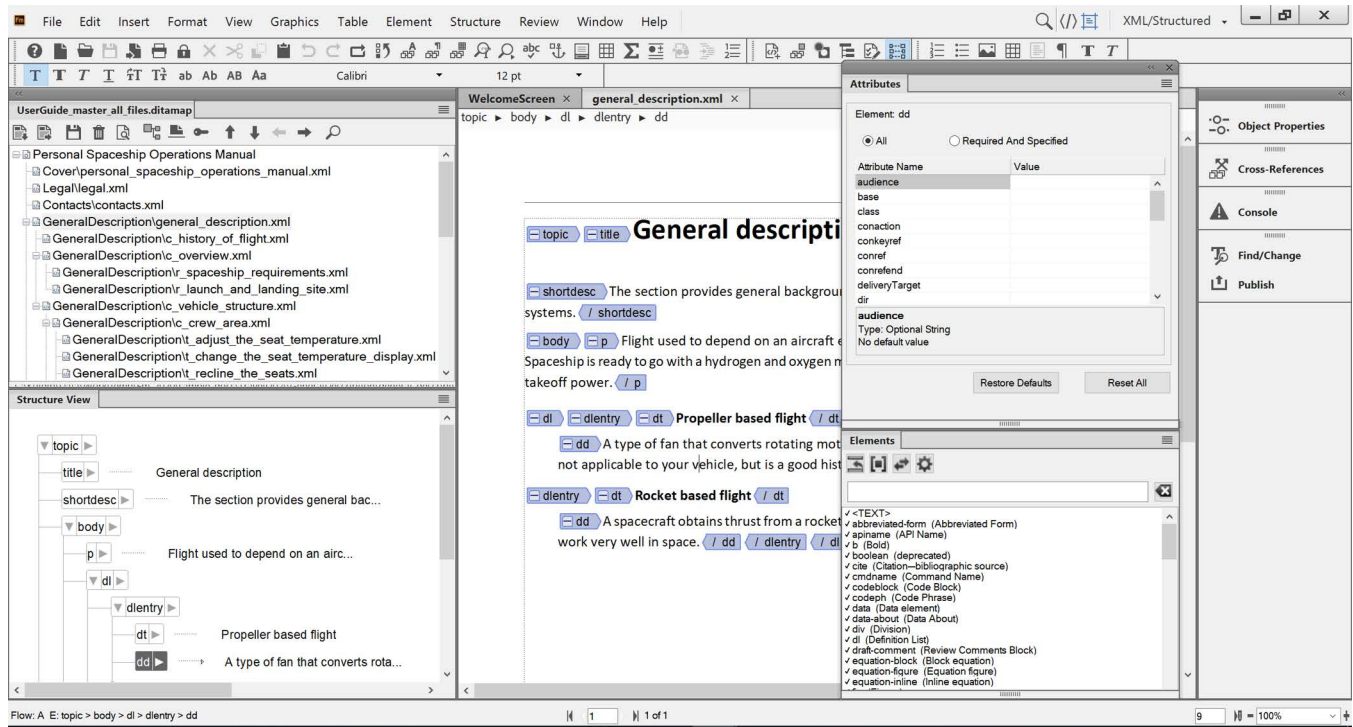 Fm File Edit Insert Format View Graphics Table Element Structure Review Window Help XML/Structured
T T T T T ab Ab AB Aa Calibri 12 pt
UserGuide_master_all_files.ditamap
Personal Spaceship Operations Manual
Cover\personal_spaceship_operations_manual.xml
Legal\legal.xml
Contacts\contacts.xml
GeneralDescription\general_description.xml
GeneralDescription\c_history_of_flight.xml
GeneralDescription\c_overview.xml
GeneralDescription\r_spaceship_requirements.xml
GeneralDescription\r_launch_and_landing_site.xml
GeneralDescription\c_vehicle_structure.xml
GeneralDescription\c_crew_area.xml
GeneralDescription\t_adjust_the_seat_temperature.xml
GeneralDescription\t_change_the_seat_temperature_display.xml
GeneralDescription\t_recline_the_seats.xml
Structure View
topic
title General description
shortdesc The section provides general bac...
body
p Flight used to depend on an airc...
dl
dlentry
dt Propeller based flight
dd A type of fan that converts rota...
WelcomeScreen × general_description.xml ×
topic ► body ► dl ► dlentry ► dd
topic title General descripti
shortdesc The section provides general backgrou
systems. / shortdesc
body p Flight used to depend on an aircraft e
Spaceship is ready to go with a hydrogen and oxygen m
takeoff power. / p
dl dlentry dt Propeller based flight / dt
dd A type of fan that converts rotating mot
not applicable to your vehicle, but is a good hist
dlentry dt Rocket based flight / dt
dd A spacecraft obtains thrust from a rocket
work very well in space. / dd / dlentry / dl
Attributes
Element: dd
All Required And Specified
Attribute Name Value
audience
base
class
conaction
conkeyref
conref
conrefend
deliveryTarget
dir
audience
Type: Optional String
No default value
Restore Defaults Reset All
Elements
<TEXT>
abbreviated-form (Abbreviated Form)
apiname (API Name)
b (Bold)
boolean (deprecated)
cite (Citation—bibliographic source)
cmdname (Command Name)
codeblock (Code Block)
codeph (Code Phrase)
data (Data element)
data-about (Data About)
div (Division)
dl (Definition List)
draft-comment (Review Comments Block)
equation-block (Block equation)
equation-figure (Equation figure)
equation-inline (Inline equation)
Object Properties
Cross-References
Console
Find/Change
Publish
Flow: A E: topic > body > dl > dlentry > dd 1 1 of 1 9 100%